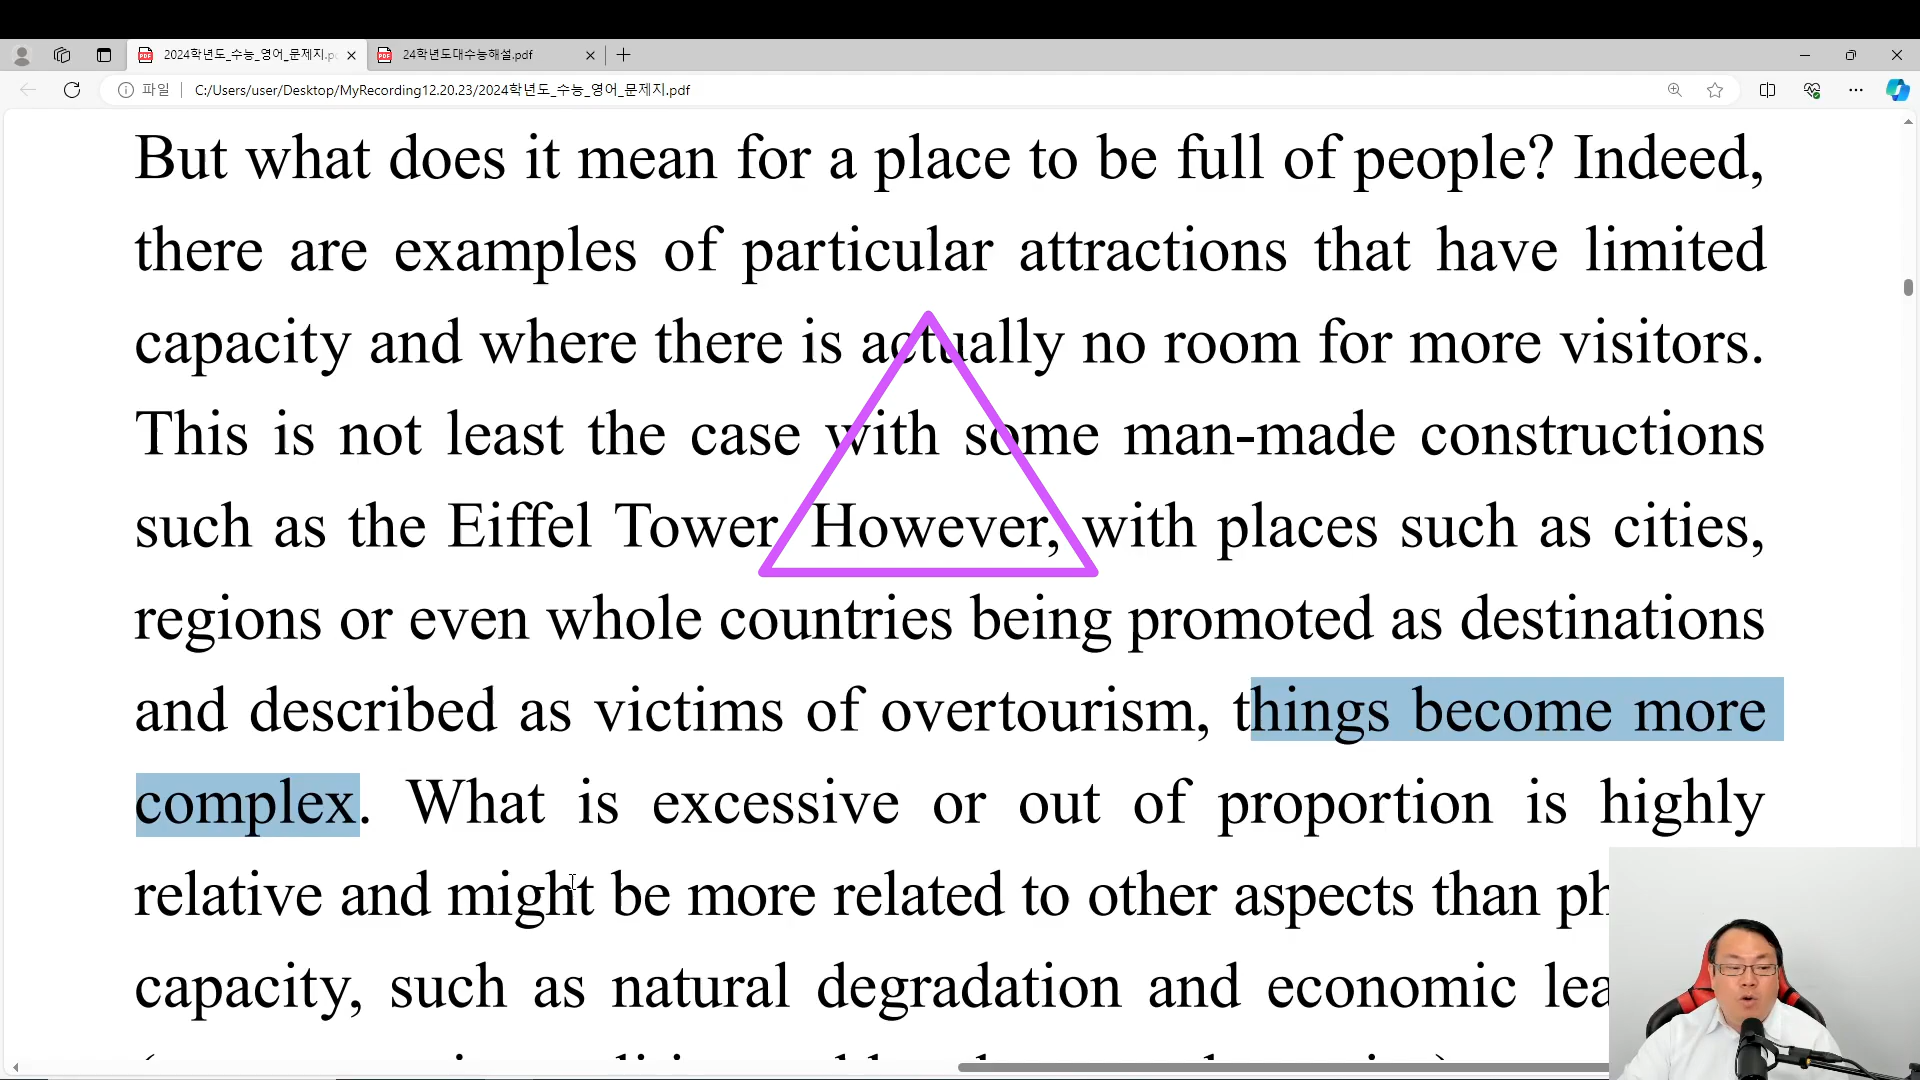 2024학년도_수능_영어_문제지.p
24학년도대수능해설.pdf
파일
C:/Users/user/Desktop/MyRecording12.20.23/2024학년도_수능_영어_문제지.pdf
But what does it mean for a place to be full of people? Indeed,
there are examples of particular attractions that have limited
capacity and where there is actually no room for more visitors.
This is not least the case with some man-made constructions
such as the Eiffel Tower. However, with places such as cities,
regions or even whole countries being promoted as destinations
and described as victims of overtourism, things become more
complex. What is excessive or out of proportion is highly
relative and might be more related to other aspects than
capacity, such as natural degradation and economic